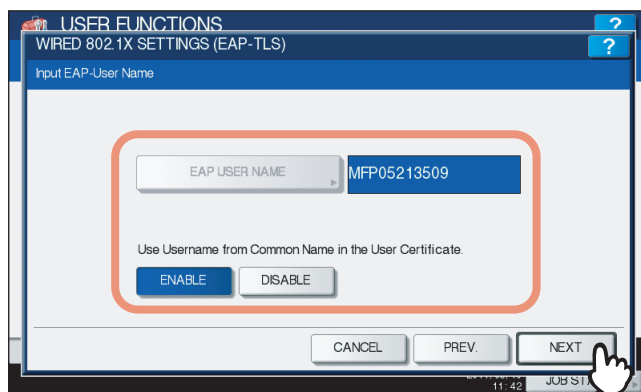 USER FUNCTIONS
?
WIRED 802.1X SETTINGS (EAP-TLS)
?
Input EAP-User Name
EAP USER NAME
MFP05213509
Use Username from Common Name in the User Certificate.
ENABLE
DISABLE
CANCEL
PREV.
NEXT
11:42
JOB ST